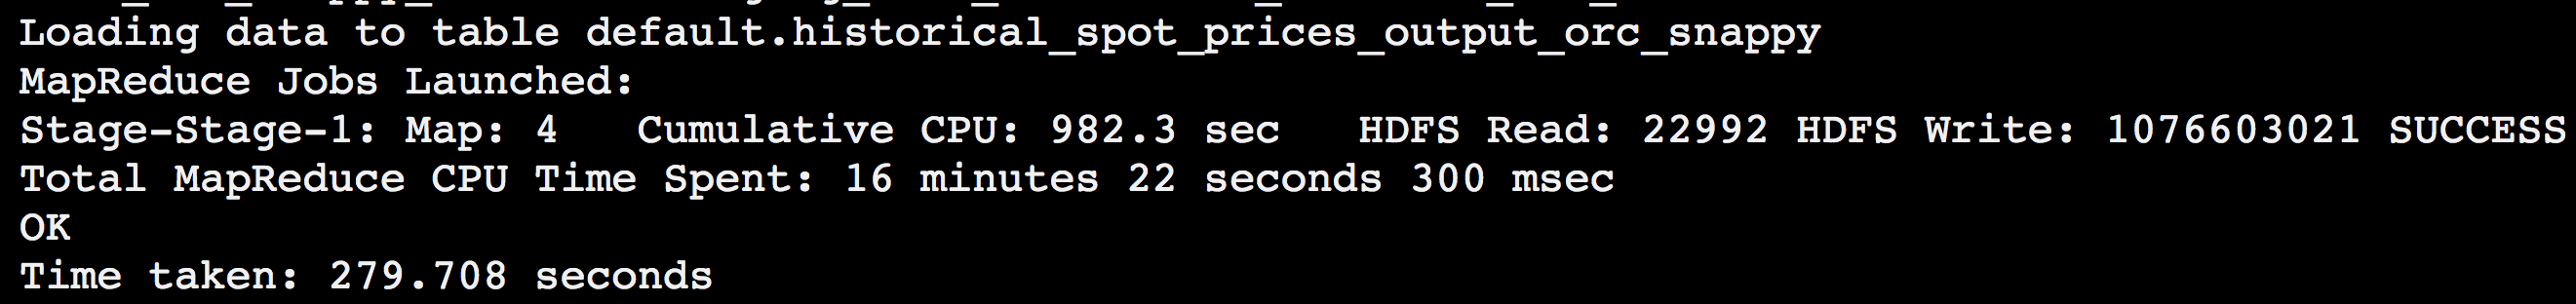 Loading data to table default.historical_spot_prices_output_orc_snappy
MapReduce Jobs Launched:
Stage-Stage-1: Map: 4   Cumulative CPU: 982.3 sec   HDFS Read: 22992 HDFS Write: 1076603021 SUCCESS
Total MapReduce CPU Time Spent: 16 minutes 22 seconds 300 msec
OK
Time taken: 279.708 seconds